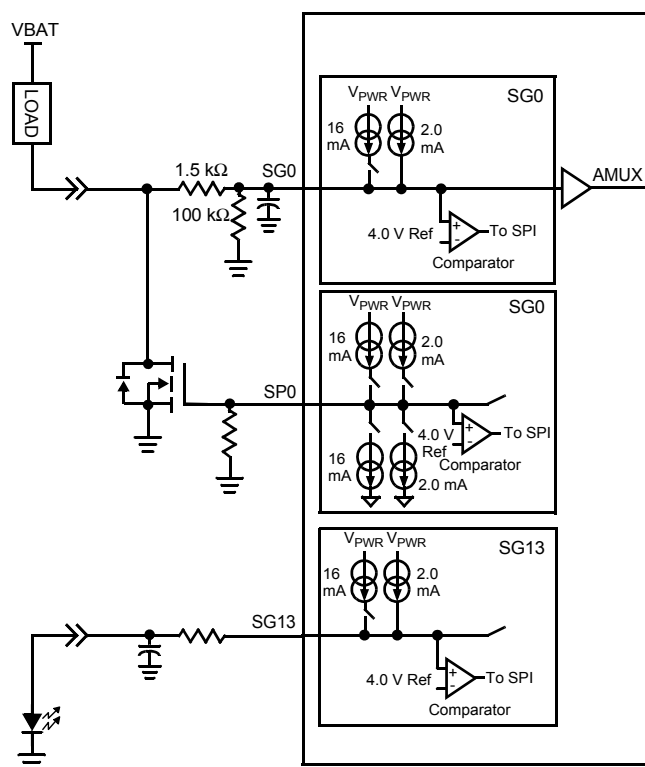 VBAT
LOAD
1.5 kΩ
100 kΩ
SG0
SG0
VPWR VPWR
16 mA
2.0 mA
4.0 V Ref
+
-
To SPI
Comparator
AMUX
SP0
SG0
VPWR VPWR
16 mA
2.0 mA
16 mA
2.0 mA
4.0 V Ref
+
-
To SPI
Comparator
SG13
SG13
VPWR VPWR
16 mA
2.0 mA
4.0 V Ref
+
-
To SPI
Comparator